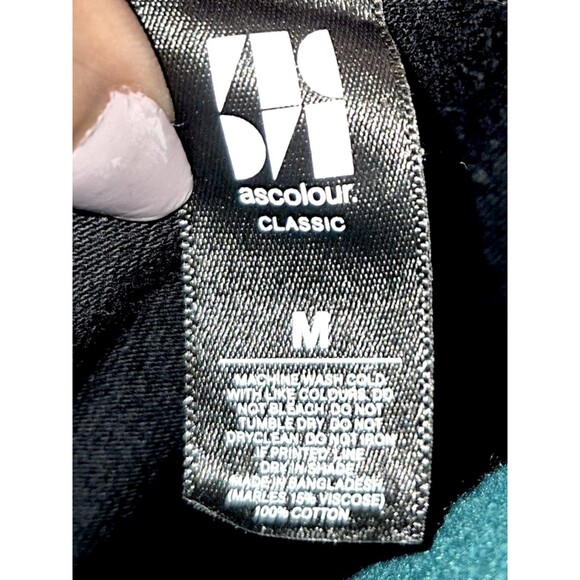 ascolour.
CLASSIC
M
MACHINE WASH COLD
WITH LIKE COLOURS. DO
NOT BLEACH. DO NOT
TUMBLE DRY. DO NOT
DRYCLEAN. DO NOT IRON
IF PRINTED. LINE
DRY IN SHADE
MADE IN BANGLADESH.
(MARLES 15% VISCOSE)
100% COTTON.